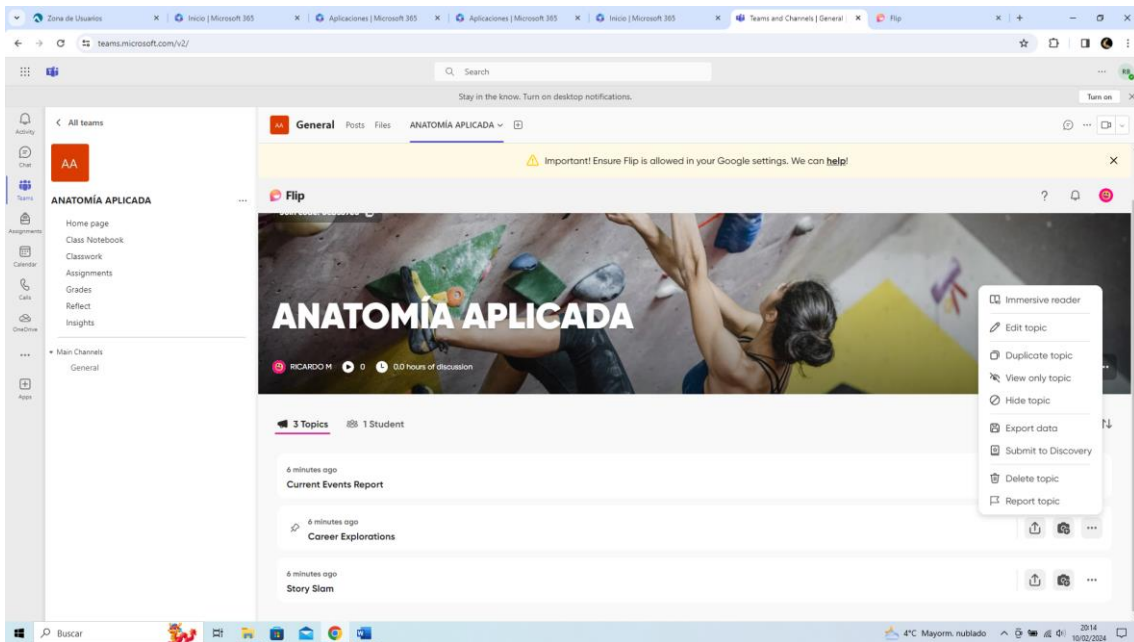 Zona de Usuarios
Inicio | Microsoft 365
Aplicaciones | Microsoft 365
Aplicaciones | Microsoft 365
Inicio | Microsoft 365
Teams and Channels | General
Flip
teams.microsoft.com/v2/
Search
Stay in the know. Turn on desktop notifications.
Turn on
Activity
Chat
Teams
Assignments
Calendar
Calls
OneDrive
Apps
All teams
AA
ANATOMÍA APLICADA
Home page
Class Notebook
Classwork
Assignments
Grades
Reflect
Insights
Main Channels
General
AA
General
Posts
Files
ANATOMÍA APLICADA
Important! Ensure Flip is allowed in your Google settings. We can help!
Flip
ANATOMÍA APLICADA
RICARDO M
0
0.0 hours of discussion
3 Topics
1 Student
6 minutes ago
Current Events Report
6 minutes ago
Career Explorations
6 minutes ago
Story Slam
Immersive reader
Edit topic
Duplicate topic
View only topic
Hide topic
Export data
Submit to Discovery
Delete topic
Report topic
Buscar
4°C Mayorm. nublado
20:14
10/02/2024